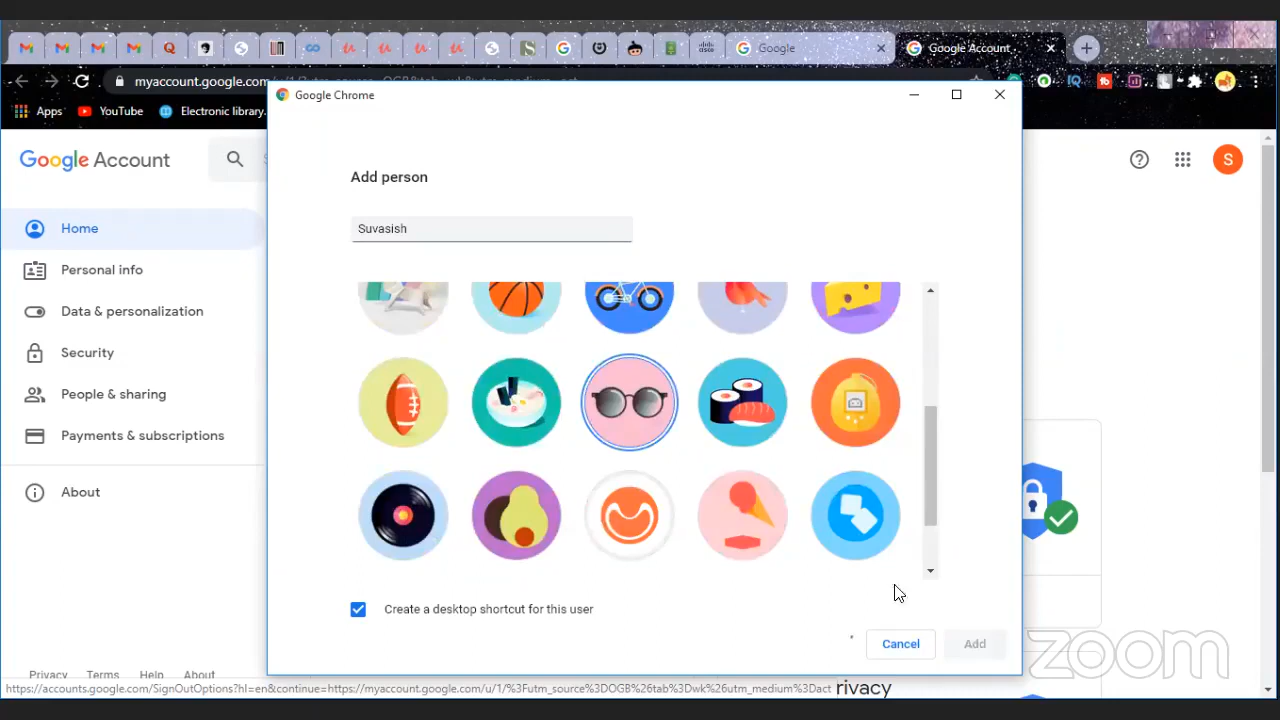 Google
Google Account
myaccount.google.com
Apps
YouTube
Electronic library.
Google Chrome
Google Account
S
Add person
Suvasish
Home
Personal info
Data & personalization
Security
People & sharing
Payments & subscriptions
About
Create a desktop shortcut for this user
Cancel
Add
Privacy
Terms
Help
About
zoom
https://accounts.google.com/SignOutOptions?hl=en&continue=https://myaccount.google.com/u/1/%3Futm_source%3DOGB%26tab%3Dwk%26utm_medium%3Dact
rivacy